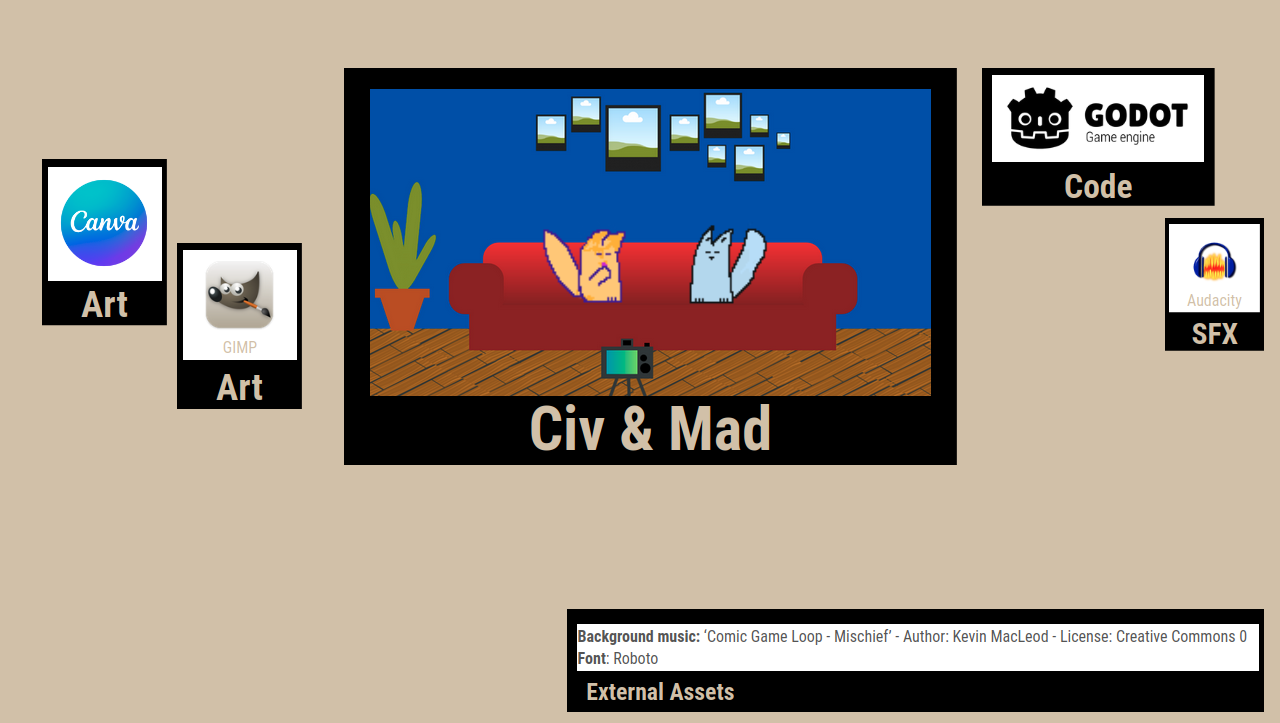 Canva
Art
GIMP
Art
Civ & Mad
GODOT
Game engine
Code
Audacity
SFX
Background music: ‘Comic Game Loop - Mischief’ - Author: Kevin MacLeod - License: Creative Commons 0
Font: Roboto
External Assets